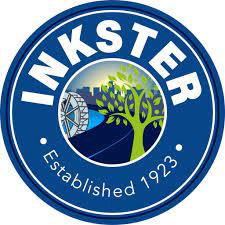 INKSTER
• Established 1923 •